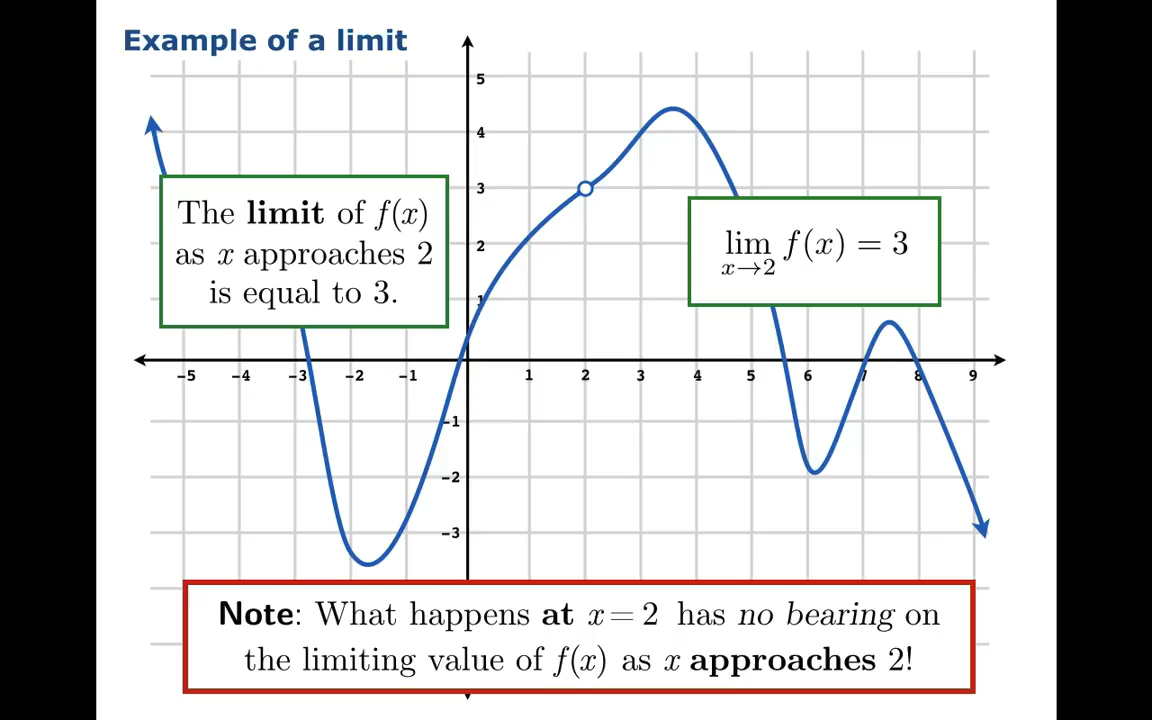 Example of a limit
5
4
3
2
1
The limit of f(x)
as x approaches 2
is equal to 3.
lim f(x) = 3
x→2
-5 -4 -3 -2 -1 1 2 3 4 5 6 7 8 9
-1
-2
-3
Note: What happens at x = 2 has no bearing on
the limiting value of f(x) as x approaches 2!